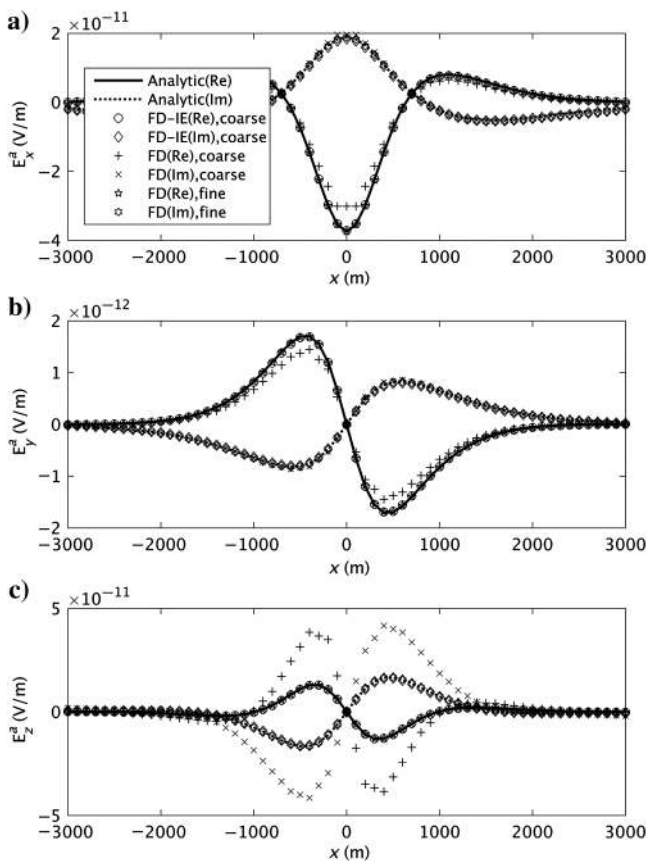 a)
×10⁻¹¹
2
0
−2
−4
Eₓᵃ (V/m)
Analytic(Re)
Analytic(Im)
FD-IE(Re),coarse
FD-IE(Im),coarse
FD(Re),coarse
FD(Im),coarse
FD(Re),fine
FD(Im),fine
−3000 −2000 −1000 0 1000 2000 3000
x (m)
b)
×10⁻¹²
2
1
0
−1
−2
E_y^a (V/m)
−3000 −2000 −1000 0 1000 2000 3000
x (m)
c)
×10⁻¹¹
5
0
−5
E_z^a (V/m)
−3000 −2000 −1000 0 1000 2000 3000
x (m)